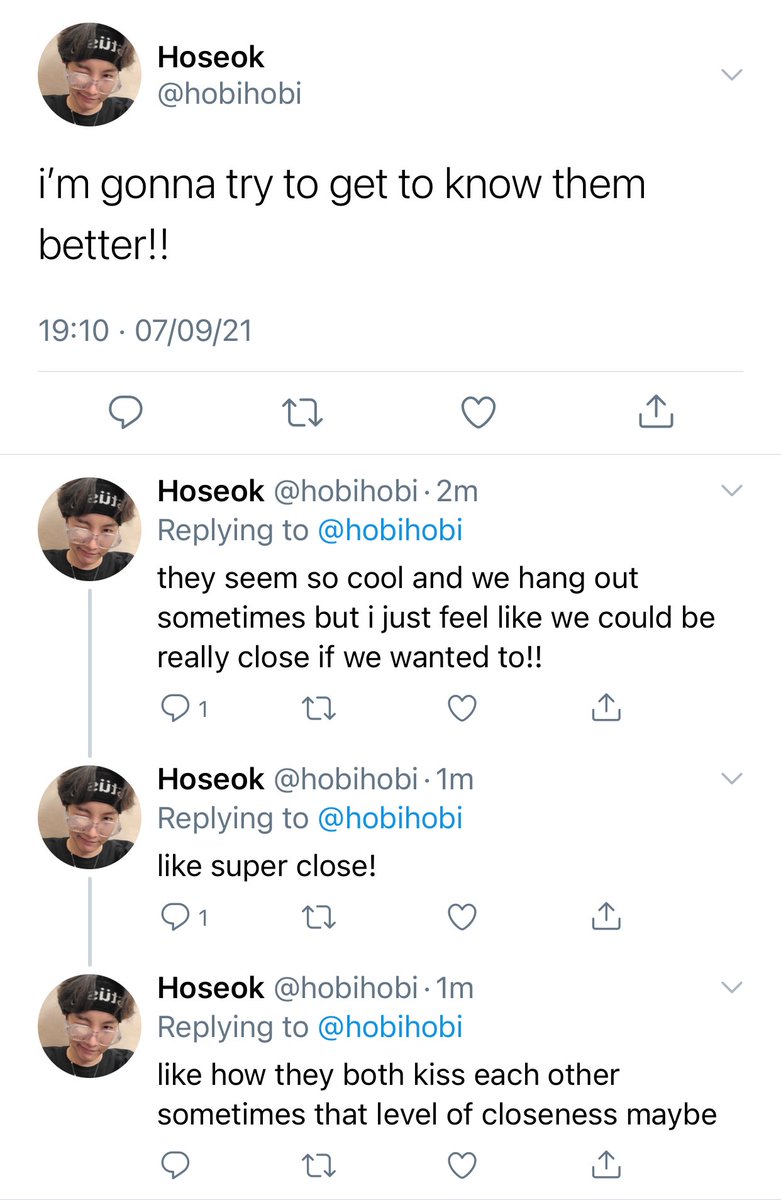 Hoseok
@hobihobi
i’m gonna try to get to know them
better!!
19:10 · 07/09/21
Hoseok @hobihobi · 2m
Replying to @hobihobi
they seem so cool and we hang out
sometimes but i just feel like we could be
really close if we wanted to!!
1
Hoseok @hobihobi · 1m
Replying to @hobihobi
like super close!
1
Hoseok @hobihobi · 1m
Replying to @hobihobi
like how they both kiss each other
sometimes that level of closeness maybe